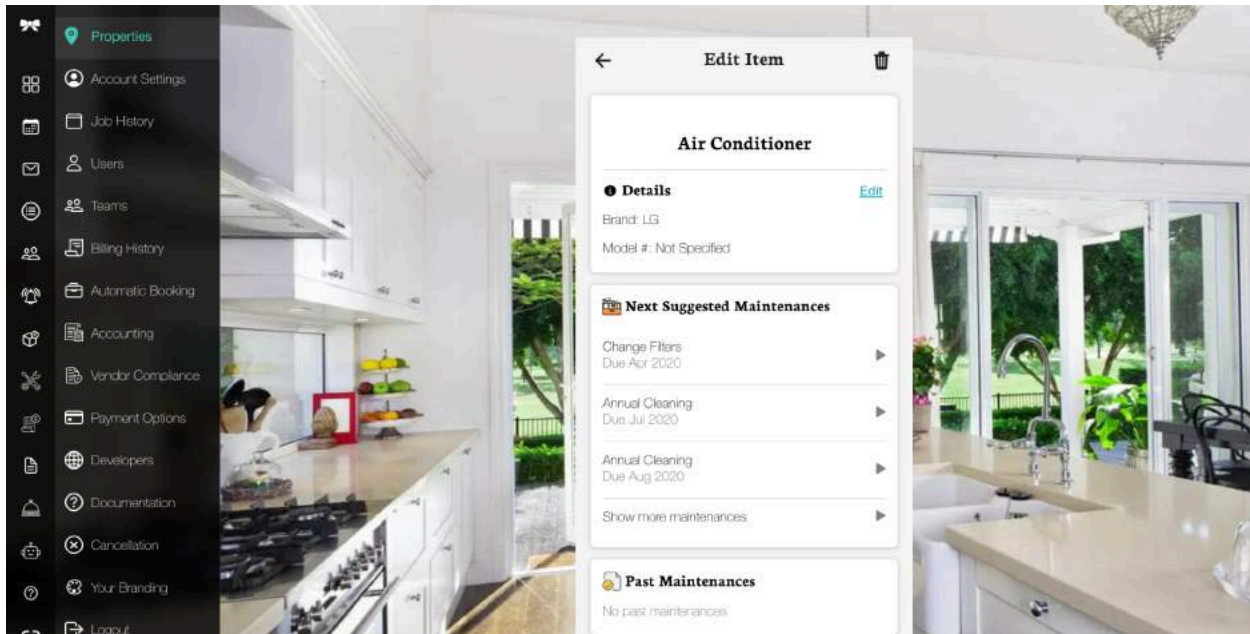 Properties
Account Settings
Job History
Users
Teams
Billing History
Automatic Booking
Accounting
Vendor Compliance
Payment Options
Developers
Documentation
Cancellation
Your Branding
Logout
Edit Item
Air Conditioner
Details
Edit
Brand: LG
Model #: Not Specified
Next Suggested Maintenances
Change Filters
Due Apr 2020
Annual Cleaning
Due Jul 2020
Annual Cleaning
Due Aug 2020
Show more maintenances
Past Maintenances
No past maintenances